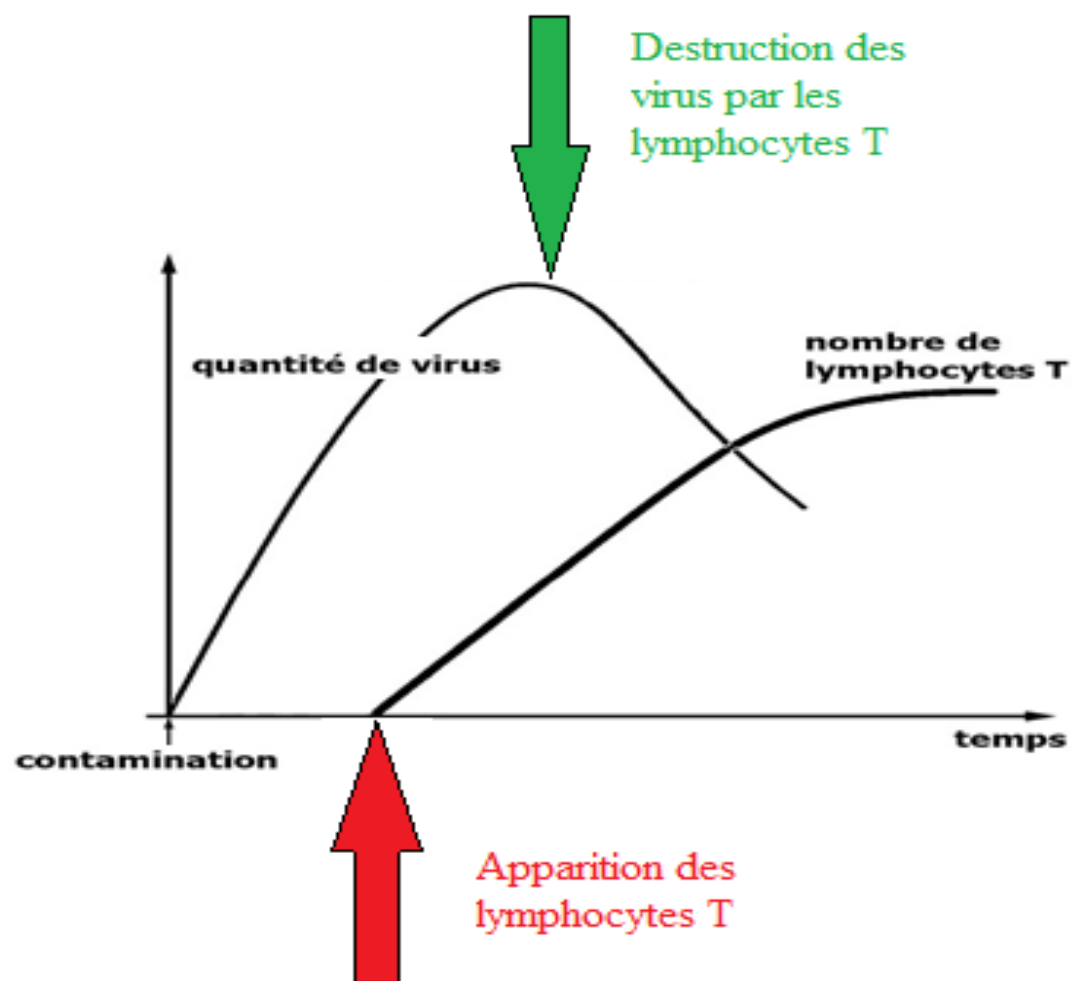 Destruction des
virus par les
lymphocytes T
quantité de virus
nombre de
lymphocytes T
contamination
temps
Apparition des
lymphocytes T